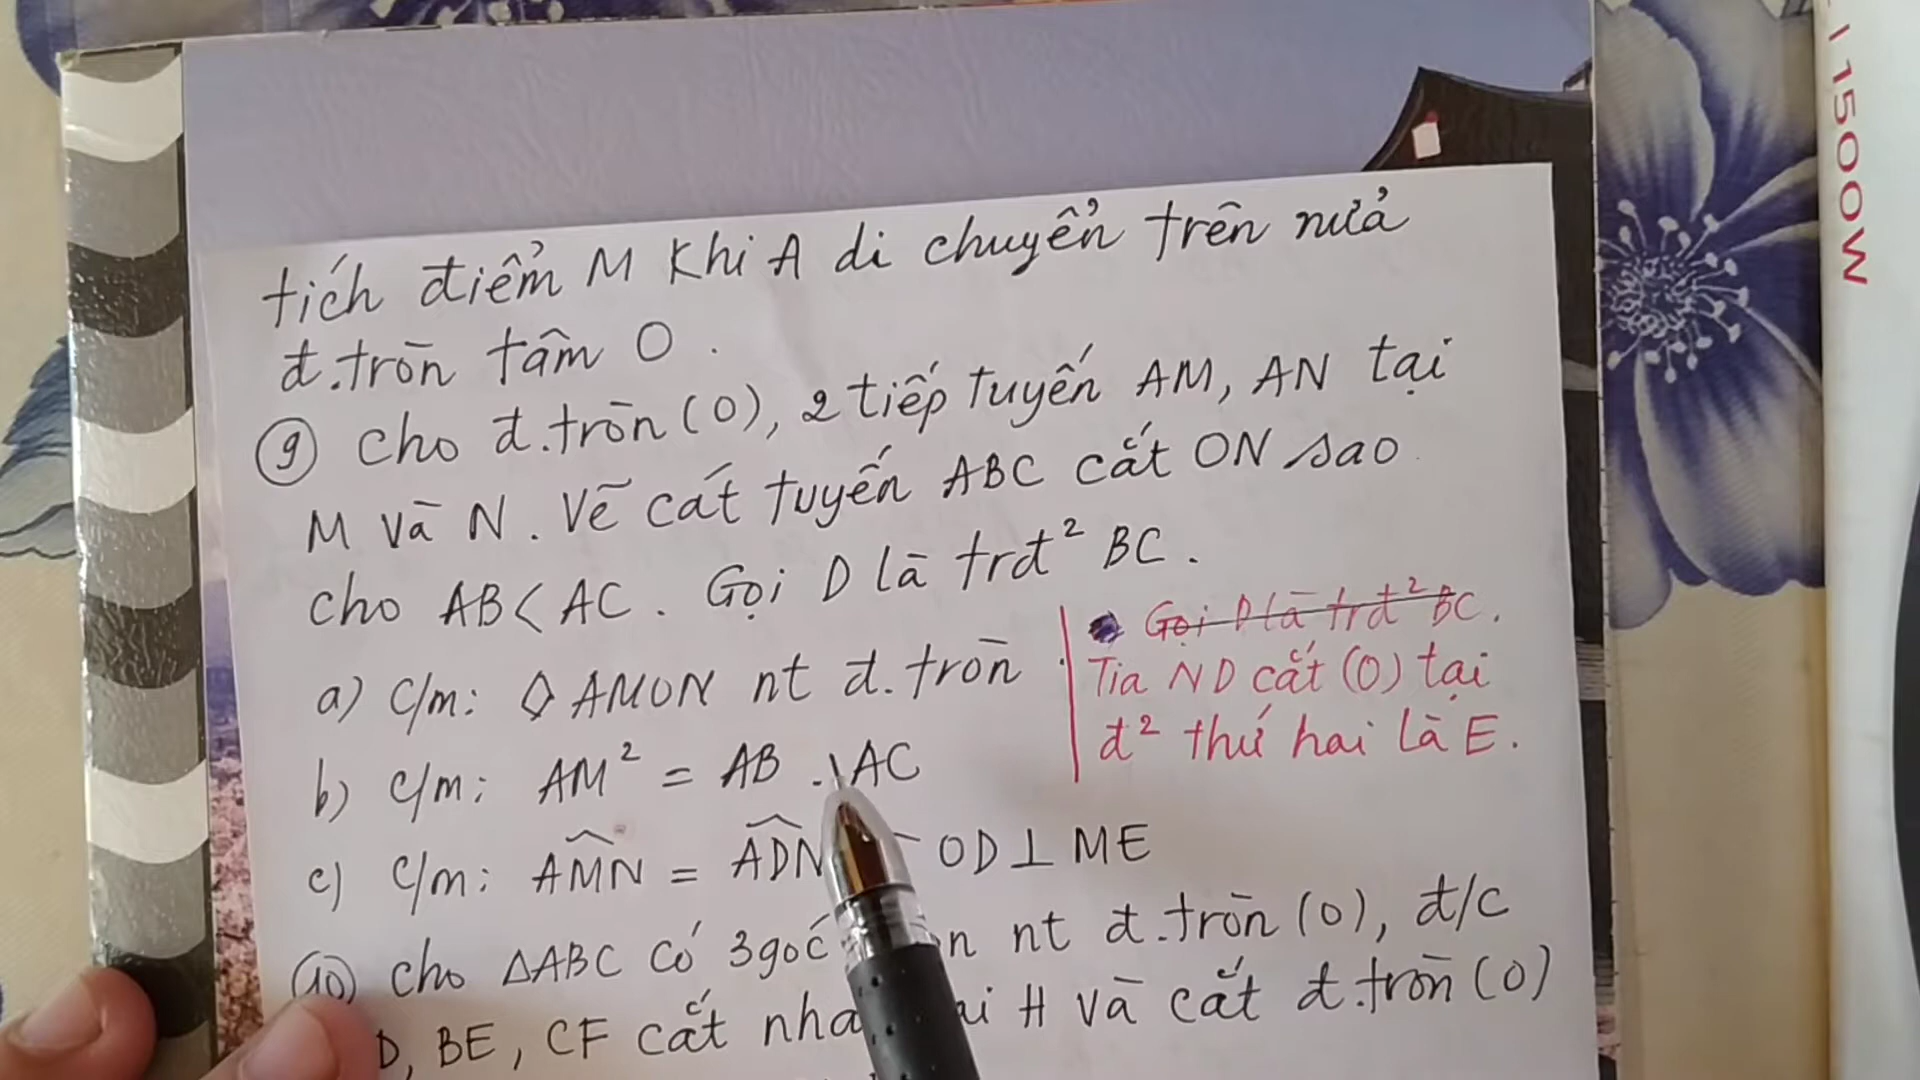 tích điểm M khi A di chuyển trên nửa
đ.tròn tâm O.
⑨ cho đ.tròn (O), 2 tiếp tuyến AM, AN tại
M và N. Vẽ cát tuyến ABC cắt ON sao
cho AB < AC. Gọi D là trđ² BC.
a) c/m: ◊ AMON nt đ.tròn.
b) c/m: AM² = AB . AC
c) c/m: \widehat{AMN} = \widehat{ADN} OD ⊥ ME
Gọi D là trđ² BC.
Tia ND cắt (O) tại
đ² thứ hai là E.
⑩ cho ΔABC có 3 góc nt đ.tròn (O), đ/c
D, BE, CF cắt H và cắt đ.tròn (O)
1500W